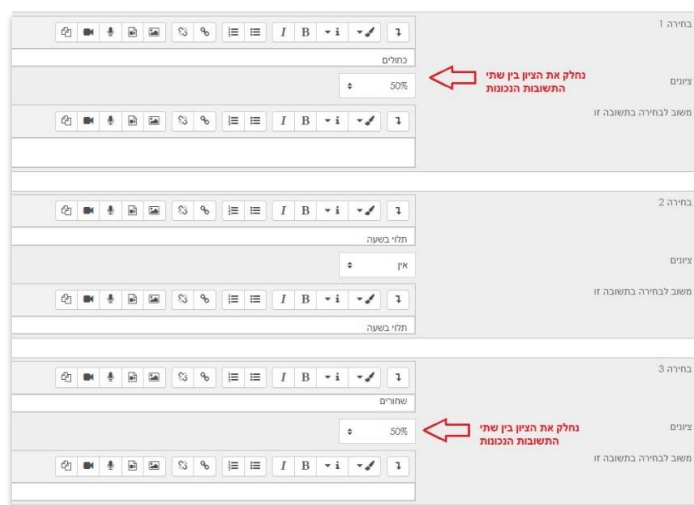 בחירה 1
כחולים
ציונים
50%
נחלק את הציון בין שתי
התשובות הנכונות
משוב לבחירה בתשובה זו
בחירה 2
תלוי בשעה
ציונים
אין
משוב לבחירה בתשובה זו
תלוי בשעה
בחירה 3
שחורים
ציונים
50%
נחלק את הציון בין שתי
התשובות הנכונות
משוב לבחירה בתשובה זו